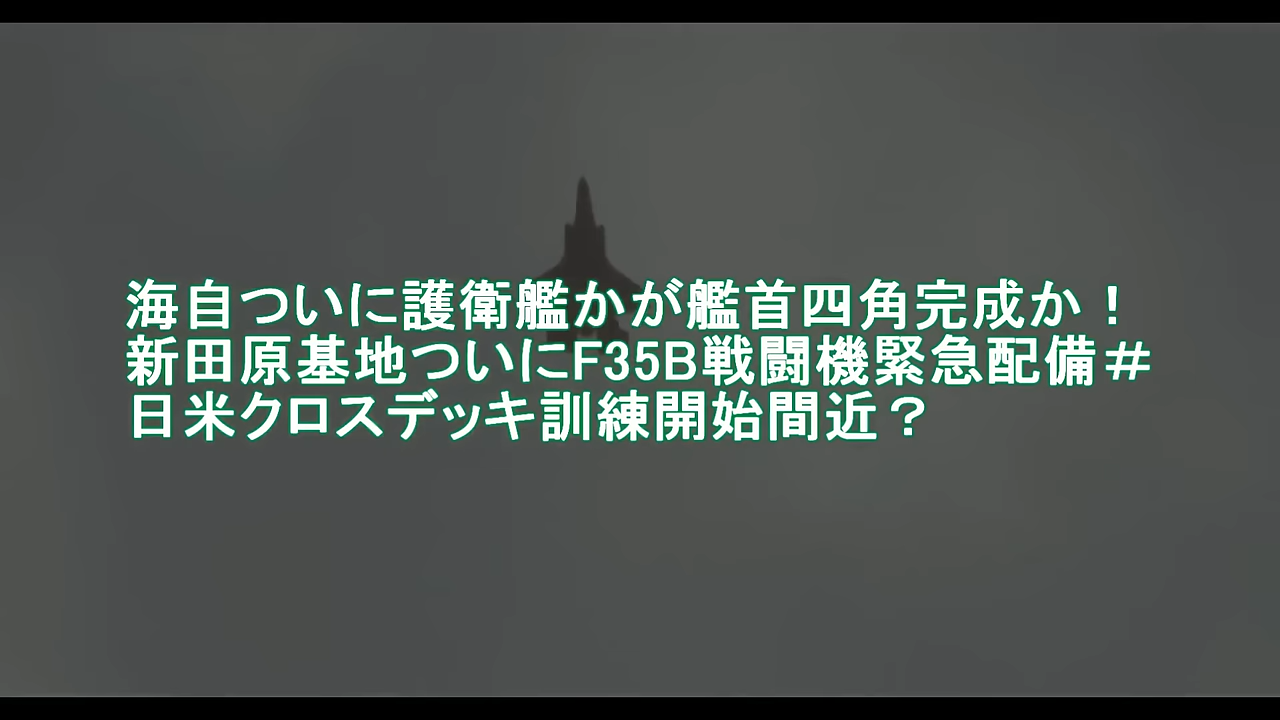 海自ついに護衛艦かが艦首四角完成か！
新田原基地ついにF35B戦闘機緊急配備＃
日米クロスデッキ訓練開始間近？